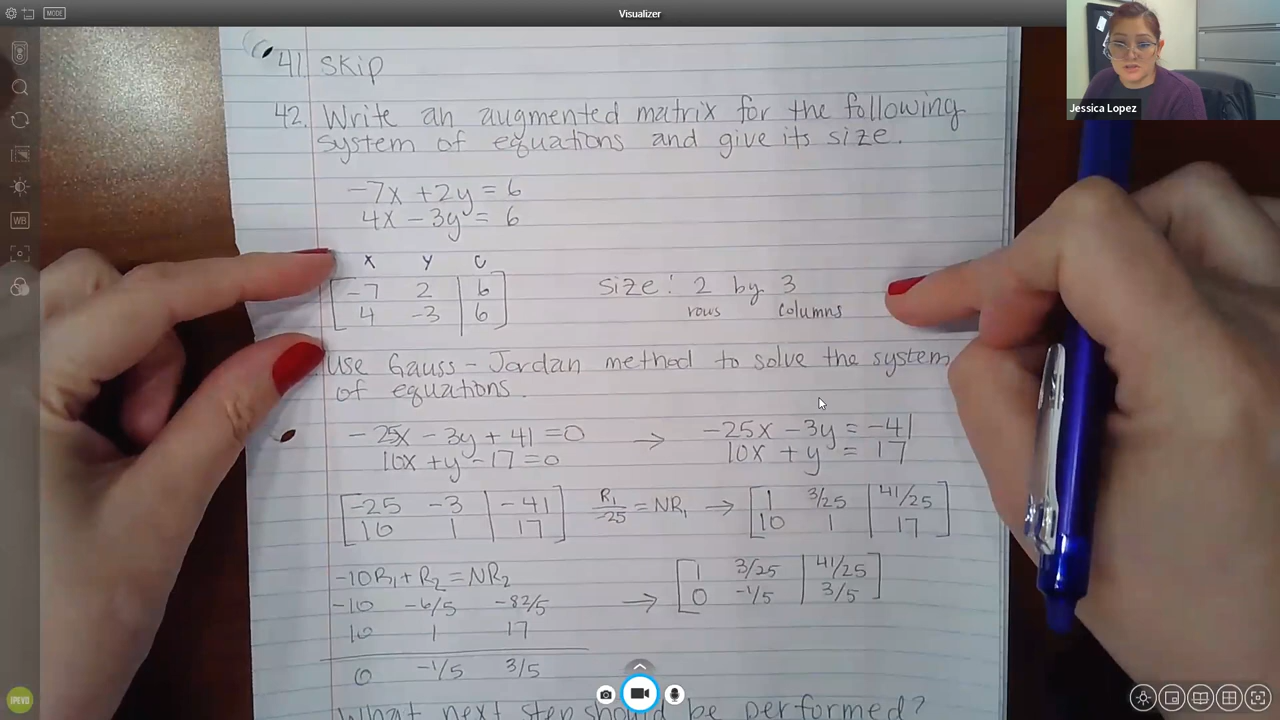 MODE
Visualizer
Jessica Lopez
WB
41. Skip
42. Write an augmented matrix for the following
system of equations and give its size.
-7x + 2y = 6
4x - 3y = 6
x y c
-7 2 | 6
4 -3 | 6
size: 2 by 3
rows columns
Use Gauss-Jordan method to solve the system
of equations.
-25x - 3y + 41 = 0 → -25x - 3y = -41
10x + y - 17 = 0 10x + y = 17
[-25 -3 | -41] R1/-25 = NR1 → [1 3/25 | 41/25]
[10 1 | 17] [10 1 | 17]
-10R1 + R2 = NR2 [1 3/25 | 41/25]
-10 -6/5 -82/5 → [0 -1/5 | 3/5]
10 1 17
0 -1/5 3/5
What next step should be performed?
IPEVO